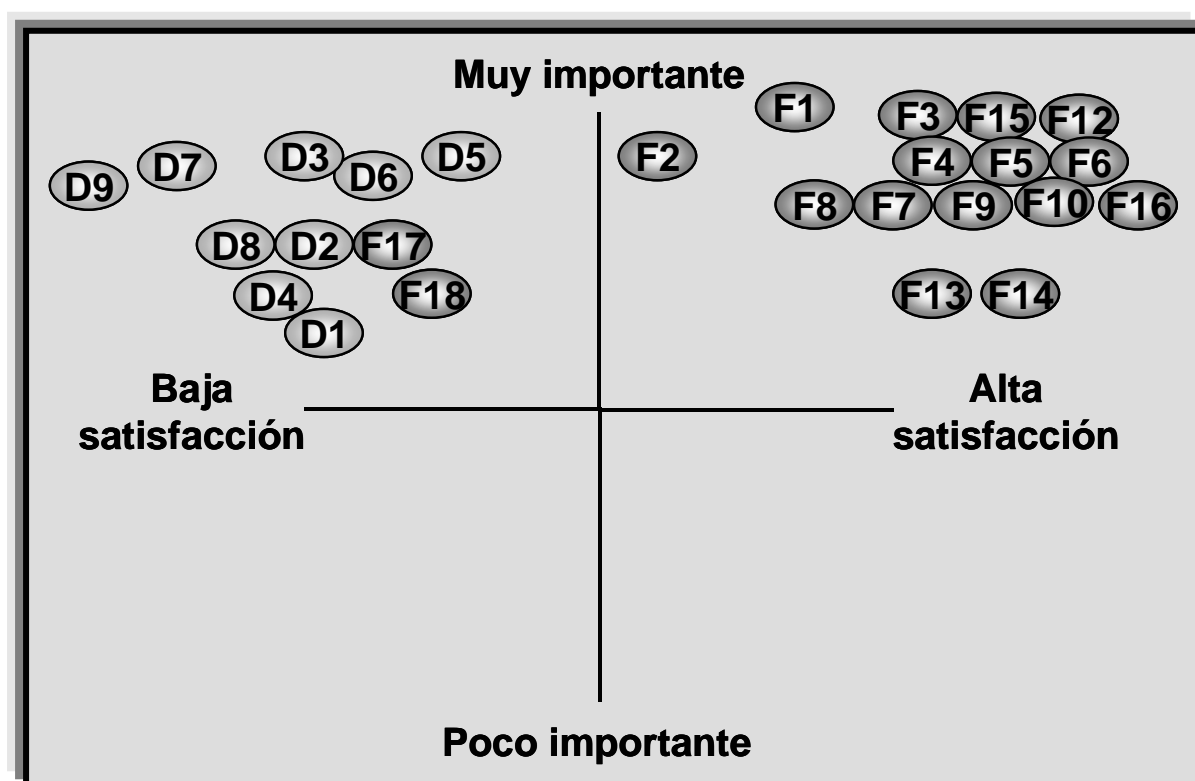 Muy importante
F1
F3 F15 F12
D3 D5 F2
D9 D7 D6 F4 F5 F6
F8 F7 F9 F10 F16
D8 D2 F17
D4 F18 F13 F14
D1
Baja
satisfacción
Alta
satisfacción
Poco importante